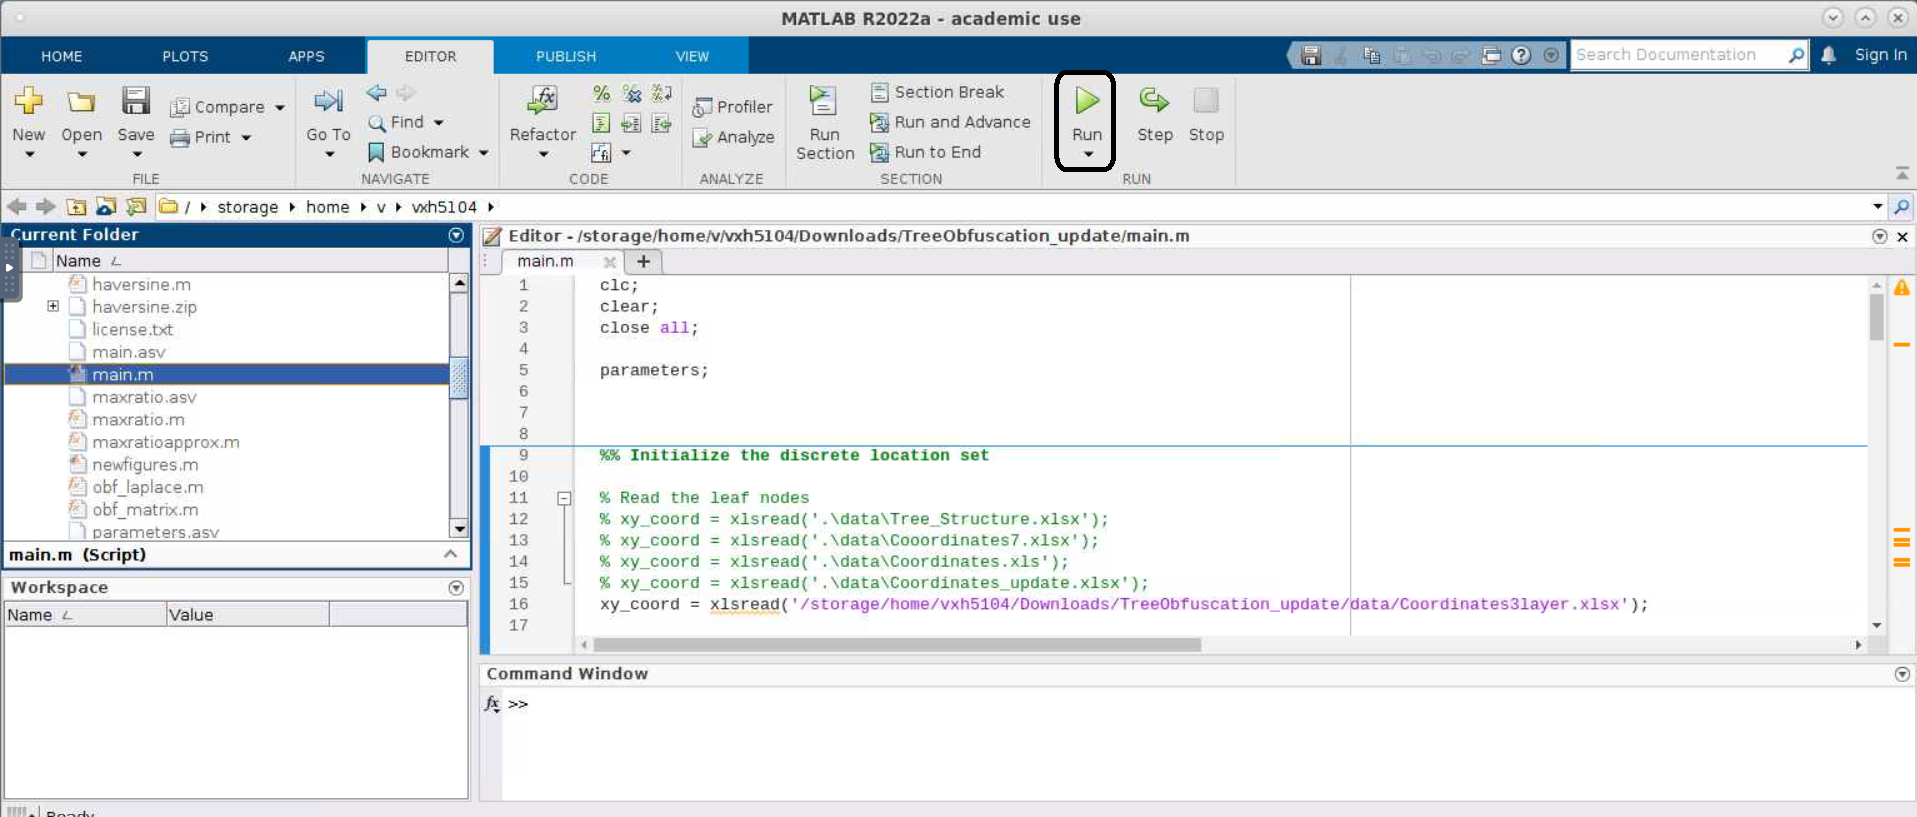 MATLAB R2022a - academic use
HOME PLOTS APPS EDITOR PUBLISH VIEW Search Documentation Sign In
New Open Save Compare Print
FILE
Go To Find Bookmark
NAVIGATE
Refactor
CODE
Profiler
Analyze
ANALYZE
Run Section
Section Break
Run and Advance
Run to End
SECTION
Run Step Stop
RUN
/ storage home v vxh5104
Current Folder
Name
haversine.m
haversine.zip
license.txt
main.asv
main.m
maxratio.asv
maxratio.m
maxratioapprox.m
newfigures.m
obf_laplace.m
obf_matrix.m
parameters.asv
main.m (Script)
Workspace
Name Value
Editor - /storage/home/v/vxh5104/Downloads/TreeObfuscation_update/main.m
main.m +
1 clc;
2 clear;
3 close all;
4
5 parameters;
6
7
8
9 %% Initialize the discrete location set
10
11 % Read the leaf nodes
12 % xy_coord = xlsread('.\data\Tree_Structure.xlsx');
13 % xy_coord = xlsread('.\data\Cooordinates7.xlsx');
14 % xy_coord = xlsread('.\data\Coordinates.xls');
15 % xy_coord = xlsread('.\data\Coordinates_update.xlsx');
16 xy_coord = xlsread('/storage/home/vxh5104/Downloads/TreeObfuscation_update/data/Coordinates3layer.xlsx');
17
Command Window
fx >>
Ready